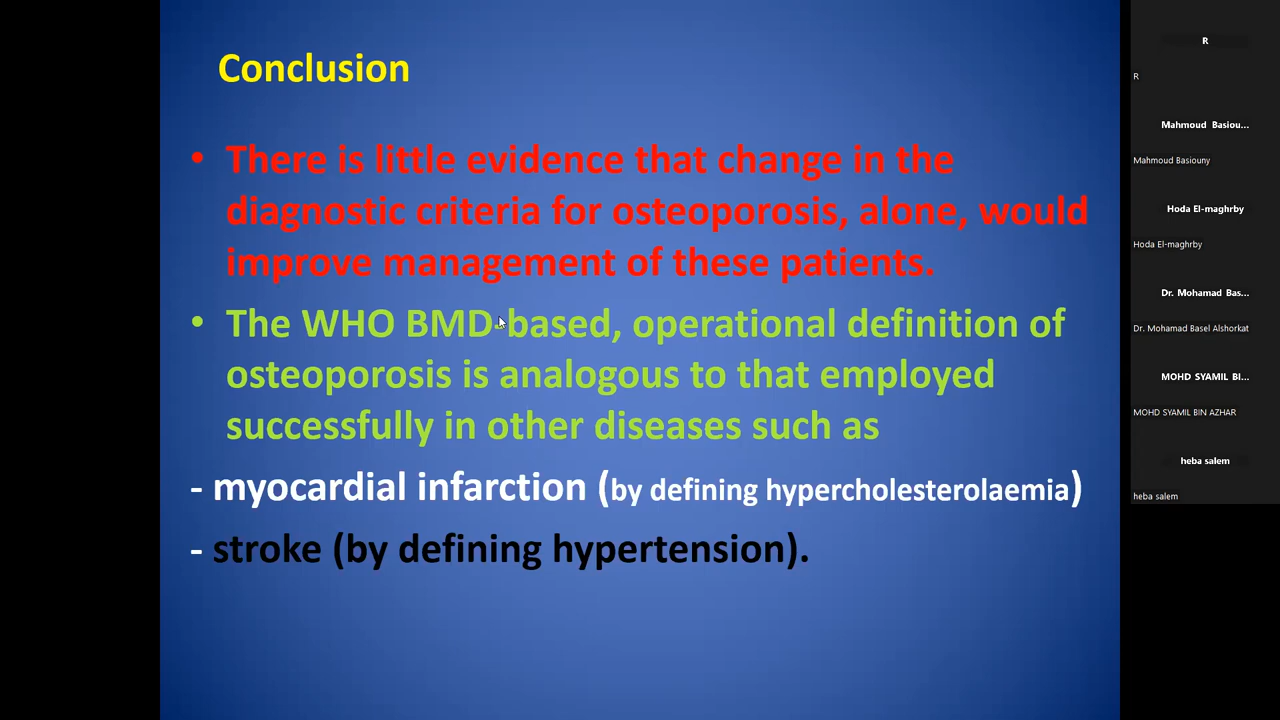 Conclusion
• There is little evidence that change in the
diagnostic criteria for osteoporosis, alone, would
improve management of these patients.
• The WHO BMD-based, operational definition of
osteoporosis is analogous to that employed
successfully in other diseases such as
- myocardial infarction (by defining hypercholesterolaemia)
- stroke (by defining hypertension).
R
R
Mahmoud Basiou...
Mahmoud Basiouny
Hoda El-maghrby
Hoda El-maghrby
Dr. Mohamad Bas...
Dr. Mohamad Basel Alshorkat
MOHD SYAMIL BI...
MOHD SYAMIL BIN AZHAR
heba salem
heba salem